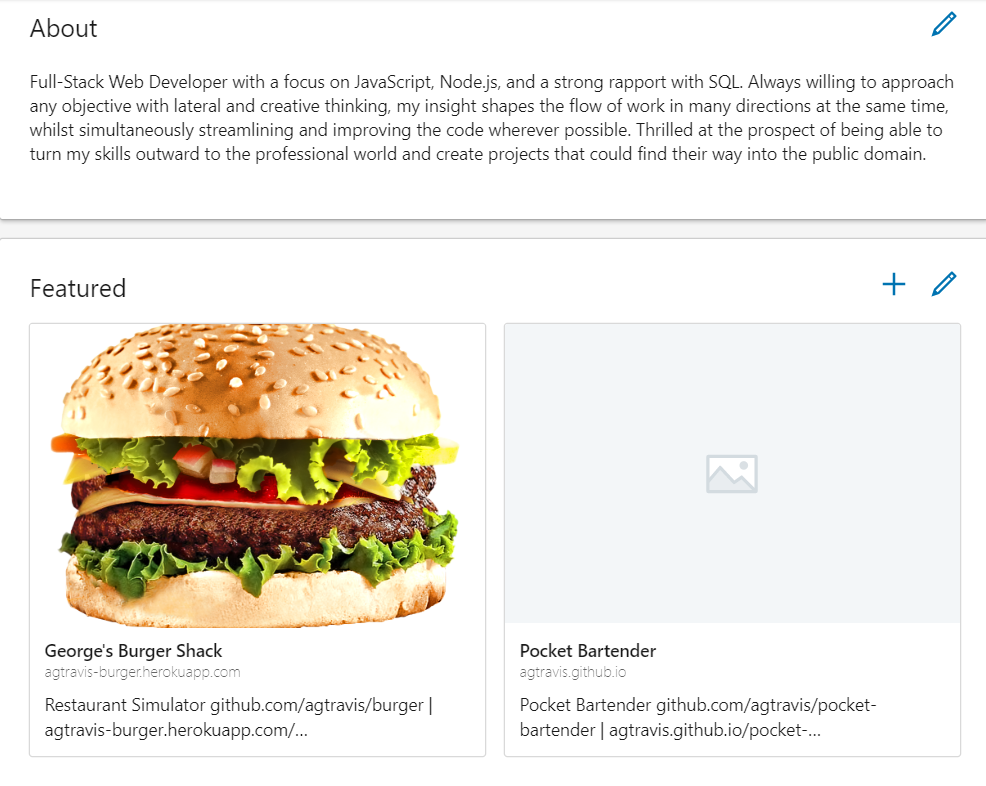 About
Full-Stack Web Developer with a focus on JavaScript, Node.js, and a strong rapport with SQL. Always willing to approach
any objective with lateral and creative thinking, my insight shapes the flow of work in many directions at the same time,
whilst simultaneously streamlining and improving the code wherever possible. Thrilled at the prospect of being able to
turn my skills outward to the professional world and create projects that could find their way into the public domain.
Featured
George's Burger Shack
agtravis-burger.herokuapp.com
Restaurant Simulator github.com/agtravis/burger |
agtravis-burger.herokuapp.com/...
Pocket Bartender
agtravis.github.io
Pocket Bartender github.com/agtravis/pocket-
bartender | agtravis.github.io/pocket-...